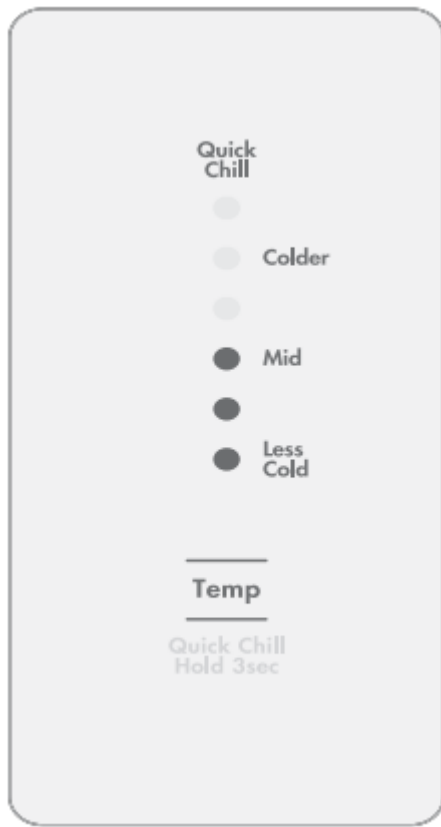 Quick
Chill
Colder
Mid
Less
Cold
Temp
Quick Chill
Hold 3sec